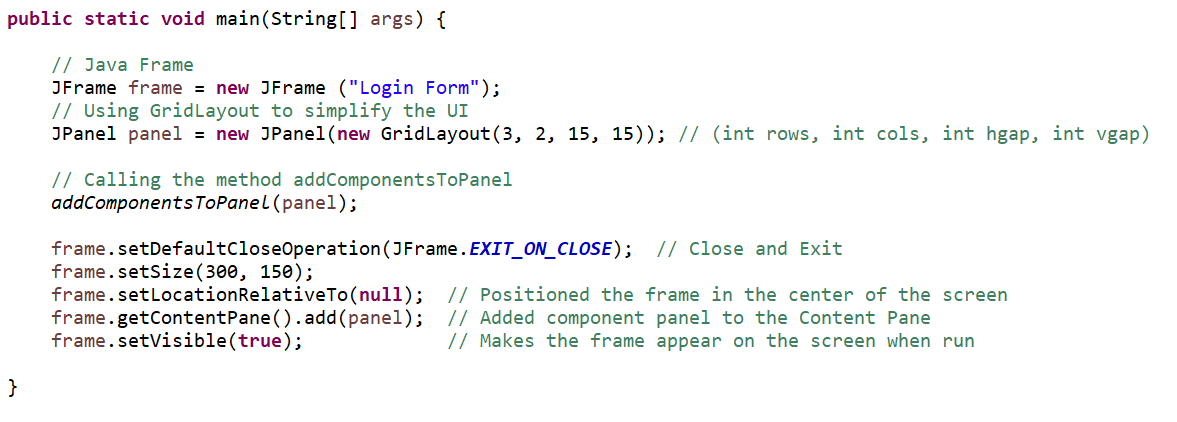 public static void main(String[] args) {
// Java Frame
JFrame frame = new JFrame ("Login Form");
// Using GridLayout to simplify the UI
JPanel panel = new JPanel(new GridLayout(3, 2, 15, 15)); // (int rows, int cols, int hgap, int vgap)
// Calling the method addComponentsToPanel
addComponentsToPanel(panel);
frame.setDefaultCloseOperation(JFrame.EXIT_ON_CLOSE);  // Close and Exit
frame.setSize(300, 150);
frame.setLocationRelativeTo(null);  // Positioned the frame in the center of the screen
frame.getContentPane().add(panel);  // Added component panel to the Content Pane
frame.setVisible(true);             // Makes the frame appear on the screen when run
}